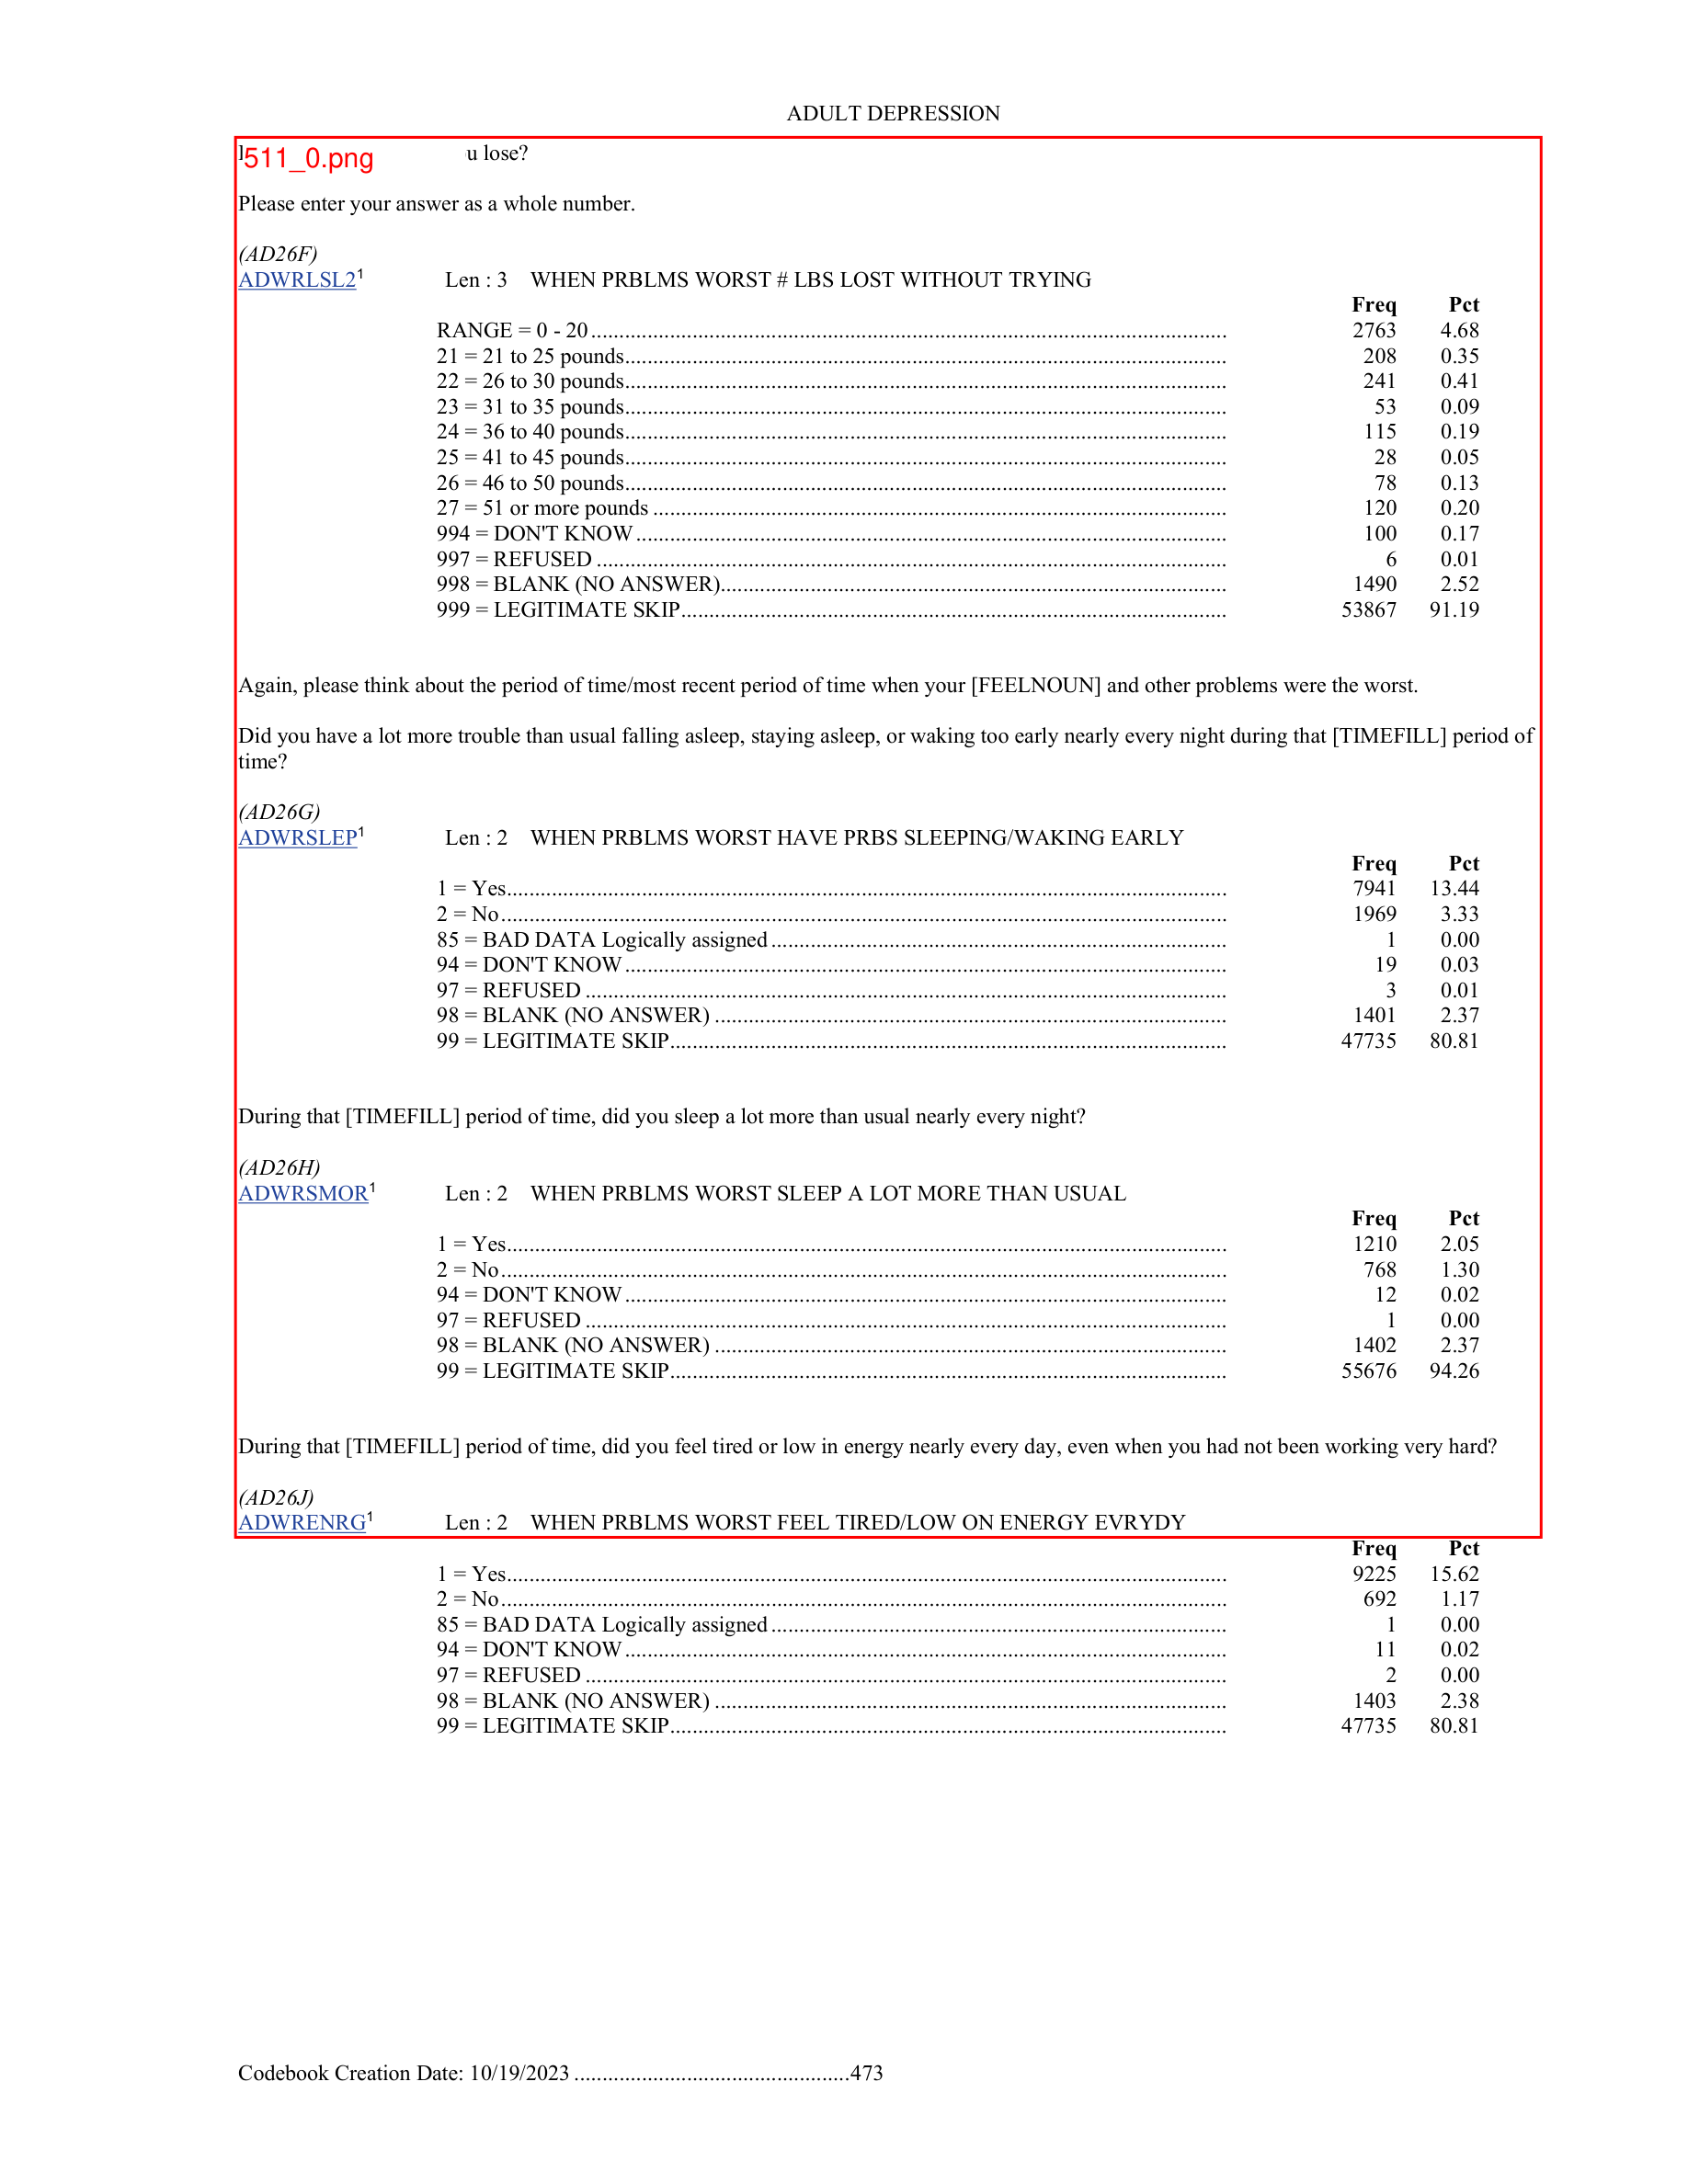 ADULT DEPRESSION
511_0.png u lose?
Please enter your answer as a whole number.
(AD26F)
ADWRLSL2¹ Len : 3 WHEN PRBLMS WORST # LBS LOST WITHOUT TRYING
Freq Pct
RANGE = 0 - 20 ........ 2763 4.68
21 = 21 to 25 pounds ........ 208 0.35
22 = 26 to 30 pounds ........ 241 0.41
23 = 31 to 35 pounds ........ 53 0.09
24 = 36 to 40 pounds ........ 115 0.19
25 = 41 to 45 pounds ........ 28 0.05
26 = 46 to 50 pounds ........ 78 0.13
27 = 51 or more pounds ........ 120 0.20
994 = DON'T KNOW ........ 100 0.17
997 = REFUSED ........ 6 0.01
998 = BLANK (NO ANSWER) ........ 1490 2.52
999 = LEGITIMATE SKIP ........ 53867 91.19
Again, please think about the period of time/most recent period of time when your [FEELNOUN] and other problems were the worst.
Did you have a lot more trouble than usual falling asleep, staying asleep, or waking too early nearly every night during that [TIMEFILL] period of
time?
(AD26G)
ADWRSLEP¹ Len : 2 WHEN PRBLMS WORST HAVE PRBS SLEEPING/WAKING EARLY
Freq Pct
1 = Yes ........ 7941 13.44
2 = No ........ 1969 3.33
85 = BAD DATA Logically assigned ........ 1 0.00
94 = DON'T KNOW ........ 19 0.03
97 = REFUSED ........ 3 0.01
98 = BLANK (NO ANSWER) ........ 1401 2.37
99 = LEGITIMATE SKIP ........ 47735 80.81
During that [TIMEFILL] period of time, did you sleep a lot more than usual nearly every night?
(AD26H)
ADWRSMOR¹ Len : 2 WHEN PRBLMS WORST SLEEP A LOT MORE THAN USUAL
Freq Pct
1 = Yes ........ 1210 2.05
2 = No ........ 768 1.30
94 = DON'T KNOW ........ 12 0.02
97 = REFUSED ........ 1 0.00
98 = BLANK (NO ANSWER) ........ 1402 2.37
99 = LEGITIMATE SKIP ........ 55676 94.26
During that [TIMEFILL] period of time, did you feel tired or low in energy nearly every day, even when you had not been working very hard?
(AD26J)
ADWRENRG¹ Len : 2 WHEN PRBLMS WORST FEEL TIRED/LOW ON ENERGY EVRYDY
Freq Pct
1 = Yes ........ 9225 15.62
2 = No ........ 692 1.17
85 = BAD DATA Logically assigned ........ 1 0.00
94 = DON'T KNOW ........ 11 0.02
97 = REFUSED ........ 2 0.00
98 = BLANK (NO ANSWER) ........ 1403 2.38
99 = LEGITIMATE SKIP ........ 47735 80.81
Codebook Creation Date: 10/19/2023 ........ 473